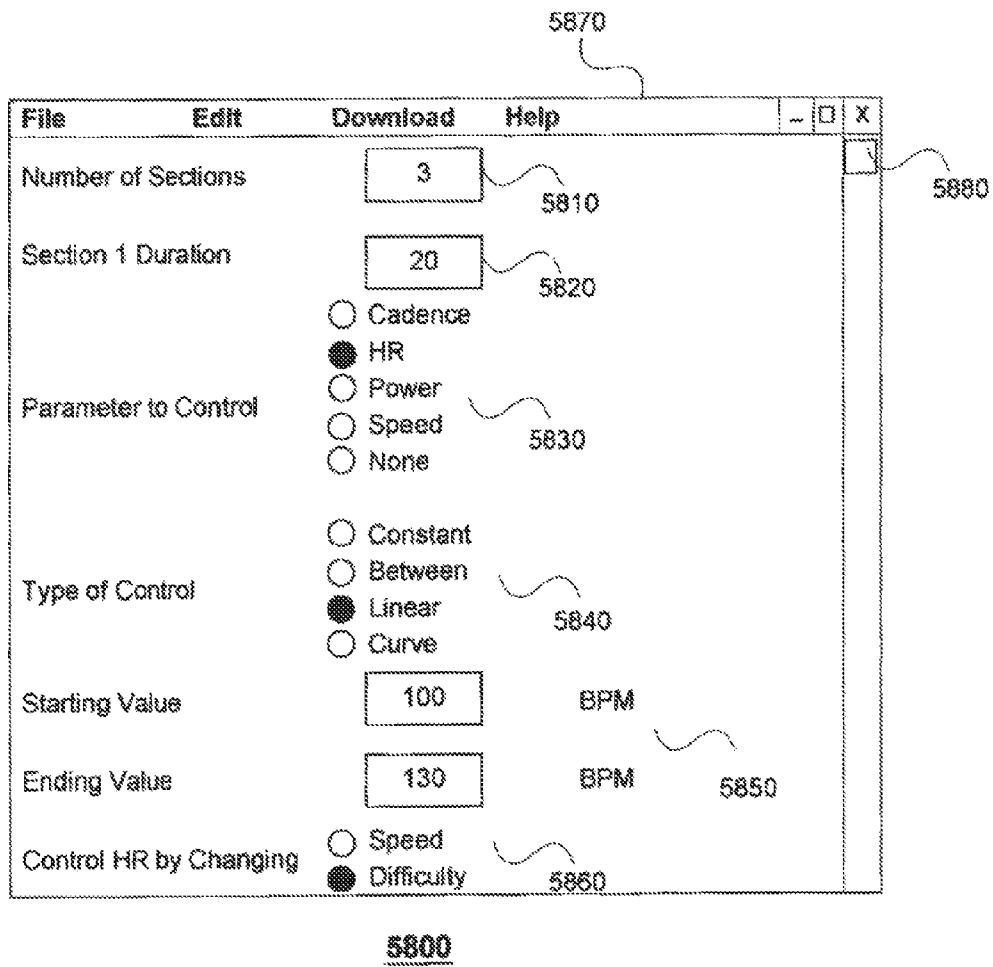 5870
File Edit Download Help _ □ X
Number of Sections 3
5810
5880
Section 1 Duration 20
5820
Cadence
HR
Power
Parameter to Control
Speed
5830
None
Constant
Between
Type of Control
Linear
5840
Curve
Starting Value 100 BPM
Ending Value 130 BPM
5850
Speed
Control HR by Changing
Difficulty
5860
5800